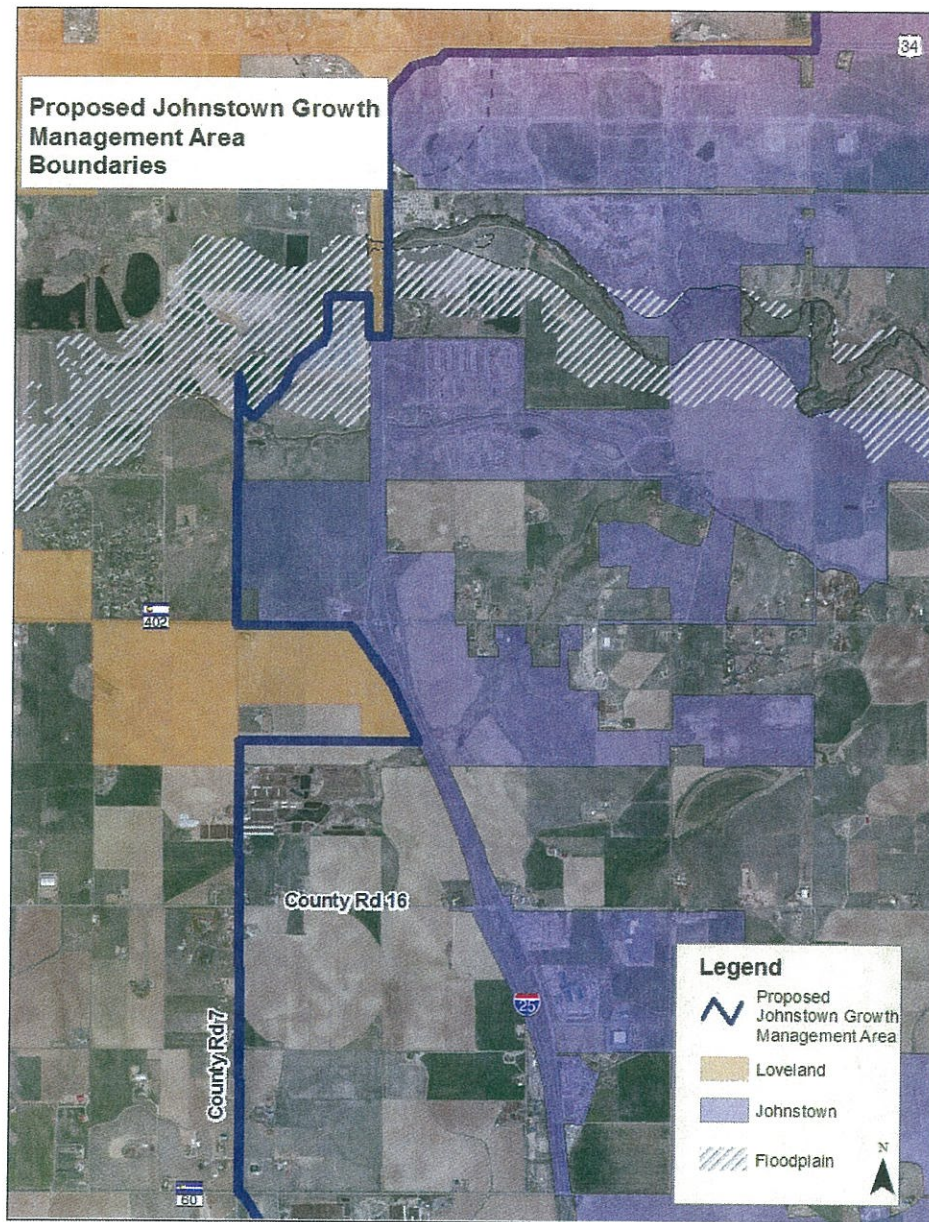 34
Proposed Johnstown Growth
Management Area
Boundaries
402
County Rd 16
25
County Rd 7
60
Legend
Proposed
Johnstown Growth
Management Area
Loveland
Johnstown
Floodplain
N